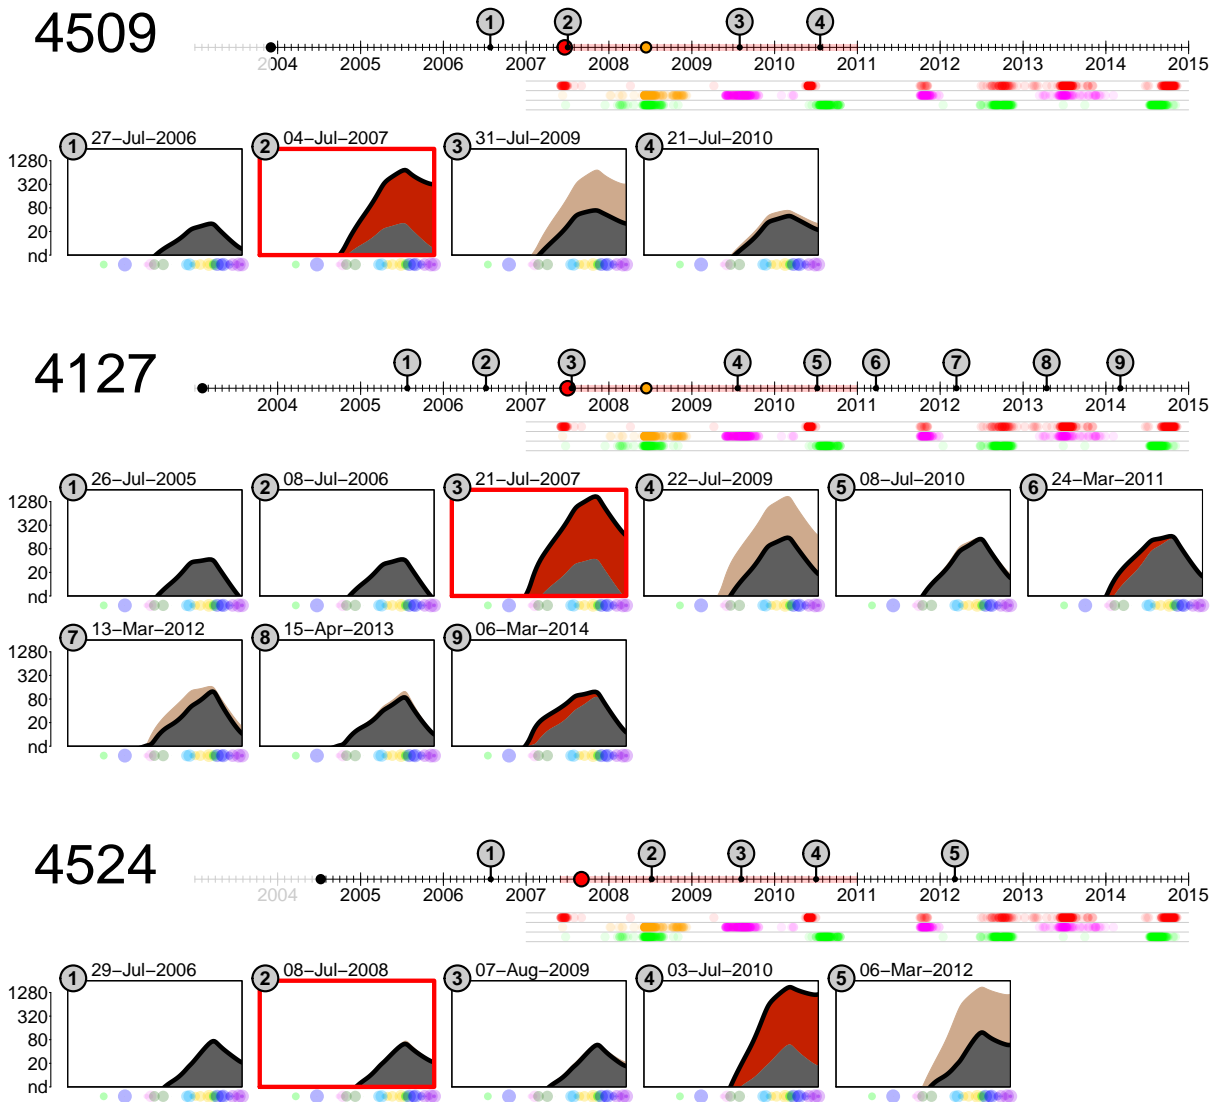 4509
1 2 3 4
2004 2005 2006 2007 2008 2009 2010 2011 2012 2013 2014 2015
1 27–Jul–2006 2 04–Jul–2007 3 31–Jul–2009 4 21–Jul–2010
1280
320
80
20
nd
4127
1 2 3 4 5 6 7 8 9
2004 2005 2006 2007 2008 2009 2010 2011 2012 2013 2014 2015
1 26–Jul–2005 2 08–Jul–2006 3 21–Jul–2007 4 22–Jul–2009 5 08–Jul–2010 6 24–Mar–2011
1280
320
80
20
nd
7 13–Mar–2012 8 15–Apr–2013 9 06–Mar–2014
1280
320
80
20
nd
4524
1 2 3 4 5
2004 2005 2006 2007 2008 2009 2010 2011 2012 2013 2014 2015
1 29–Jul–2006 2 08–Jul–2008 3 07–Aug–2009 4 03–Jul–2010 5 06–Mar–2012
1280
320
80
20
nd